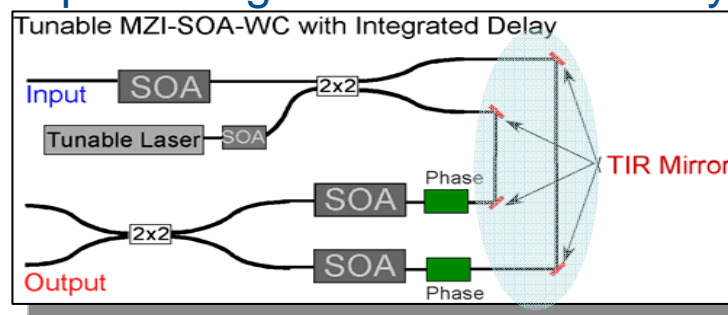 Tunable MZI-SOA-WC with Integrated Delay
SOA
2x2
Input
Tunable Laser
SOA
TIR Mirror
Phase
SOA
2x2
SOA
Output
Phase